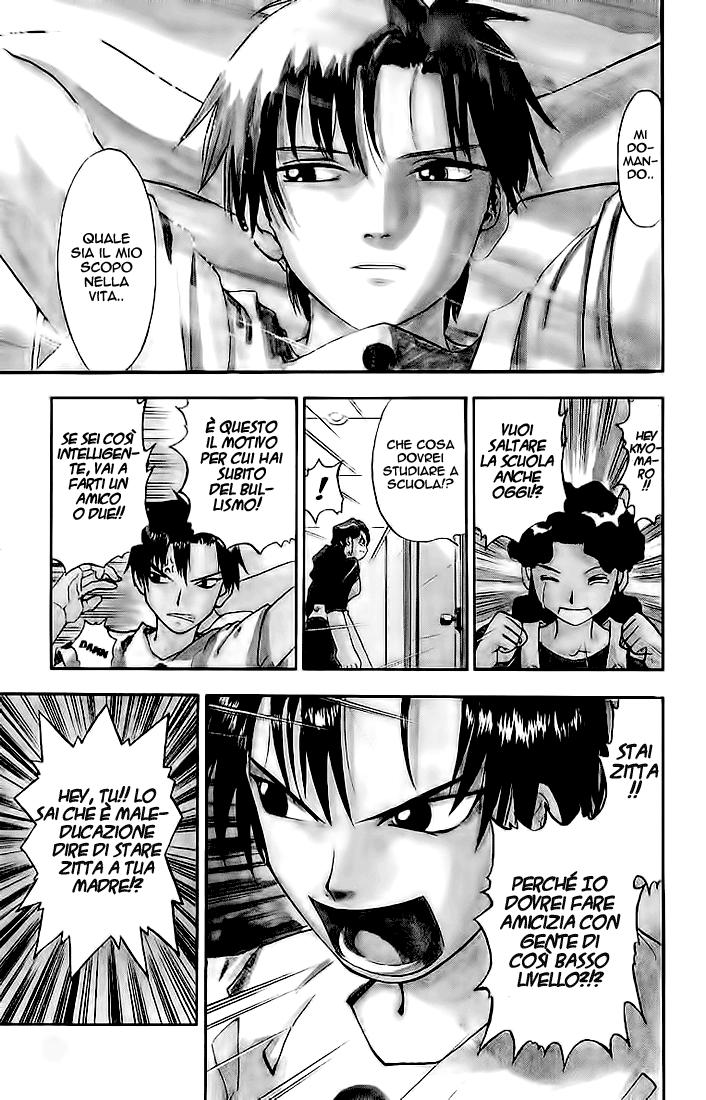 MI
DO-
MAN-
DO..
QUALE
SIA IL MIO
SCOPO
NELLA
VITA..
HEY
KIYO-
MA-
RO
!!
VUOI
SALTARE
LA SCUOLA
ANCHE
OGGI!?
CHE COSA
DOVREI
STUDIARE A
SCUOLA!?
!
È QUESTO
IL MOTIVO
PER CUI HAI
SUBITO
DEL BUL-
LISMO!
SE SEI COSÌ
INTELLIGEN-
TE, VAI A
FARTI UN
AMICO
O DUE!!
DAMN
STAI
ZITTA
!!
PERCHÉ IO
DOVREI FARE
AMICIZIA CON
GENTE DI
COSÌ BASSO
LIVELLO?!?
HEY, TU!! LO
SAI CHE È MALE-
DUCAZIONE
DIRE DI STARE
ZITTA A TUA
MADRE!?